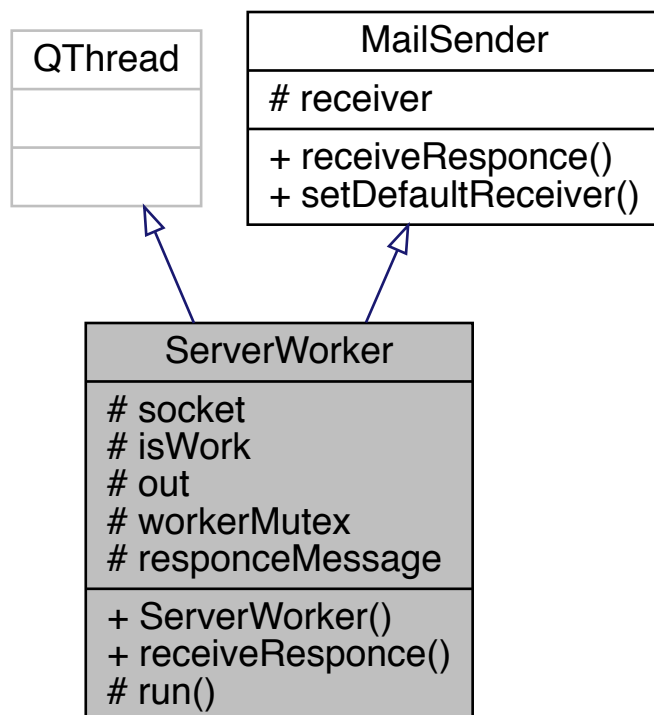 QThread
MailSender
# receiver
+ receiveResponce()
+ setDefaultReceiver()
ServerWorker
# socket
# isWork
# out
# workerMutex
# responceMessage
+ ServerWorker()
+ receiveResponce()
# run()